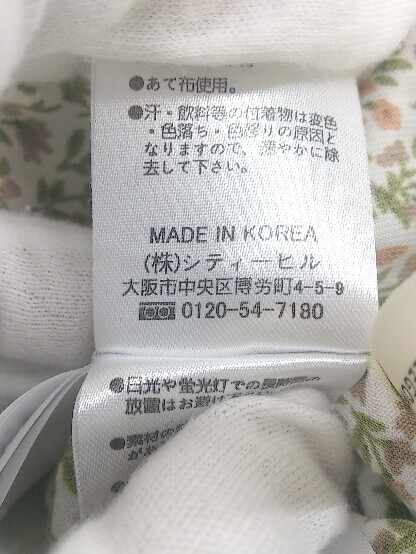 ●あて布使用。
●汗・飲料等の付着物は変色
・色落ち・色移りの原因と
なりますので、速やかに除
去して下さい。
MADE IN KOREA
(株)シティーヒル
大阪市中央区博労町4-5-9
0120-54-7180
●日光や蛍光灯での長時間の
放置はお避け
●素材の
が